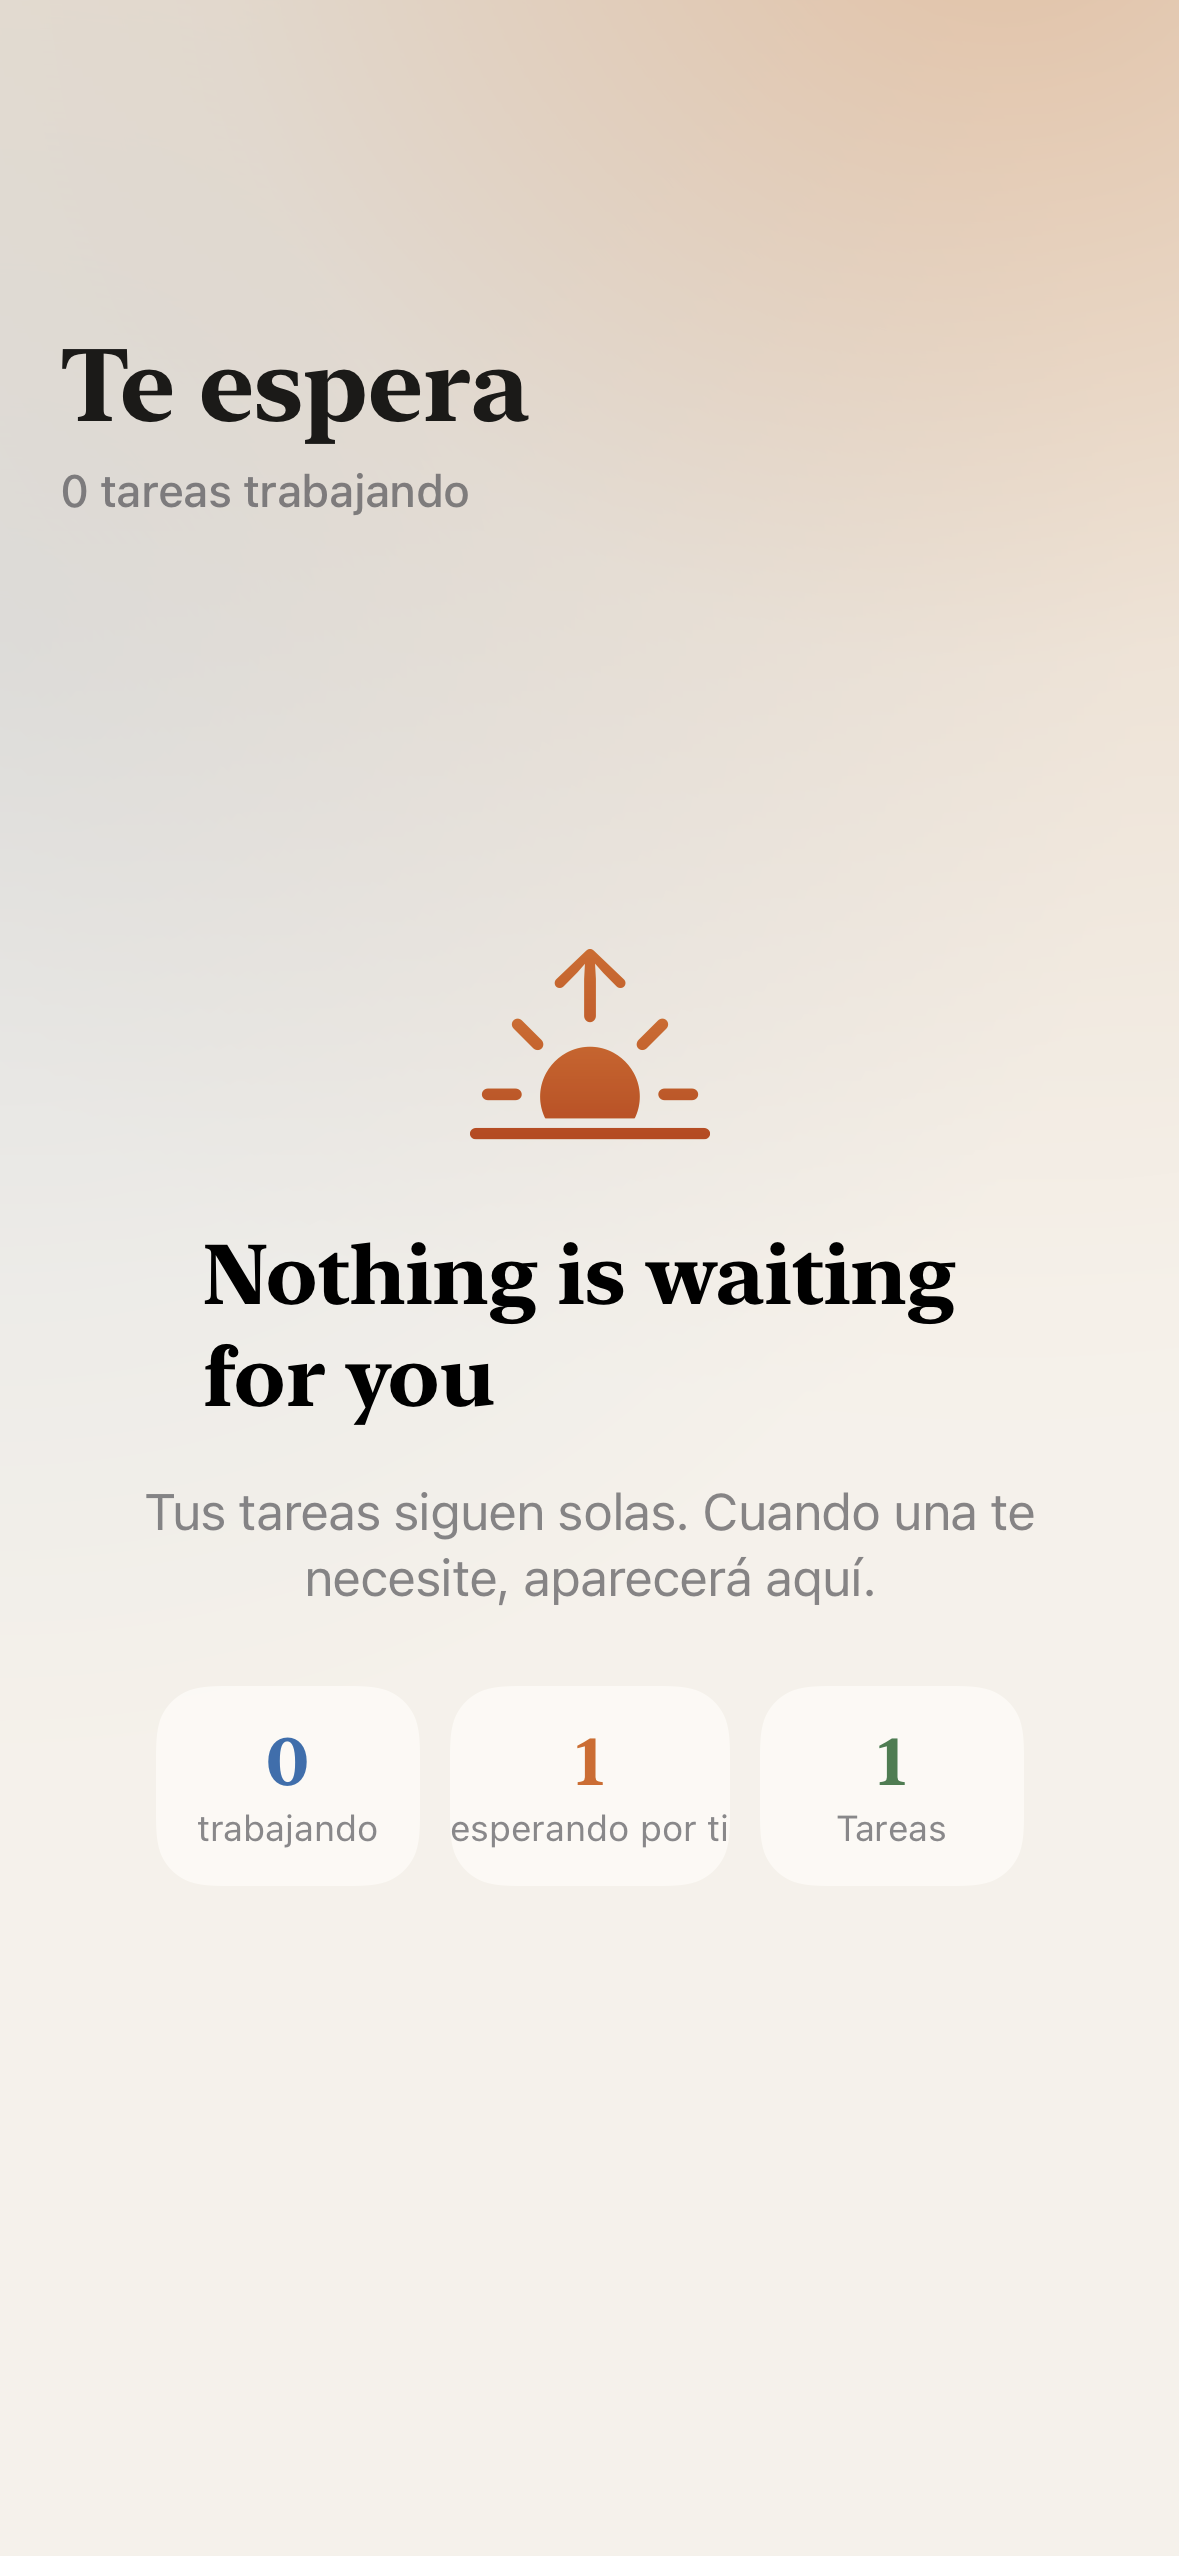 Te espera
0 tareas trabajando
Nothing is waiting
for you
Tus tareas siguen solas. Cuando una te
necesite, aparecerá aquí.
0
trabajando
1
esperando por ti
1
Tareas